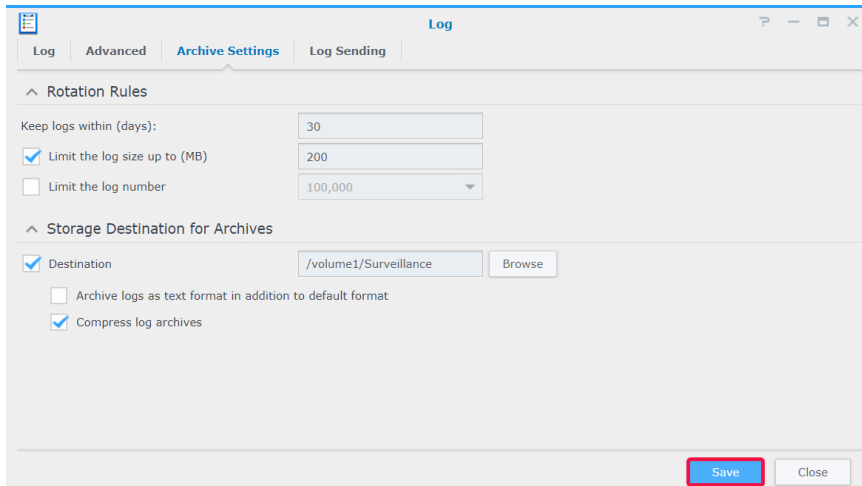 Log
Log Advanced Archive Settings Log Sending
Rotation Rules
Keep logs within (days): 30
Limit the log size up to (MB) 200
Limit the log number 100,000
Storage Destination for Archives
Destination /volume1/Surveillance Browse
Archive logs as text format in addition to default format
Compress log archives
Save Close